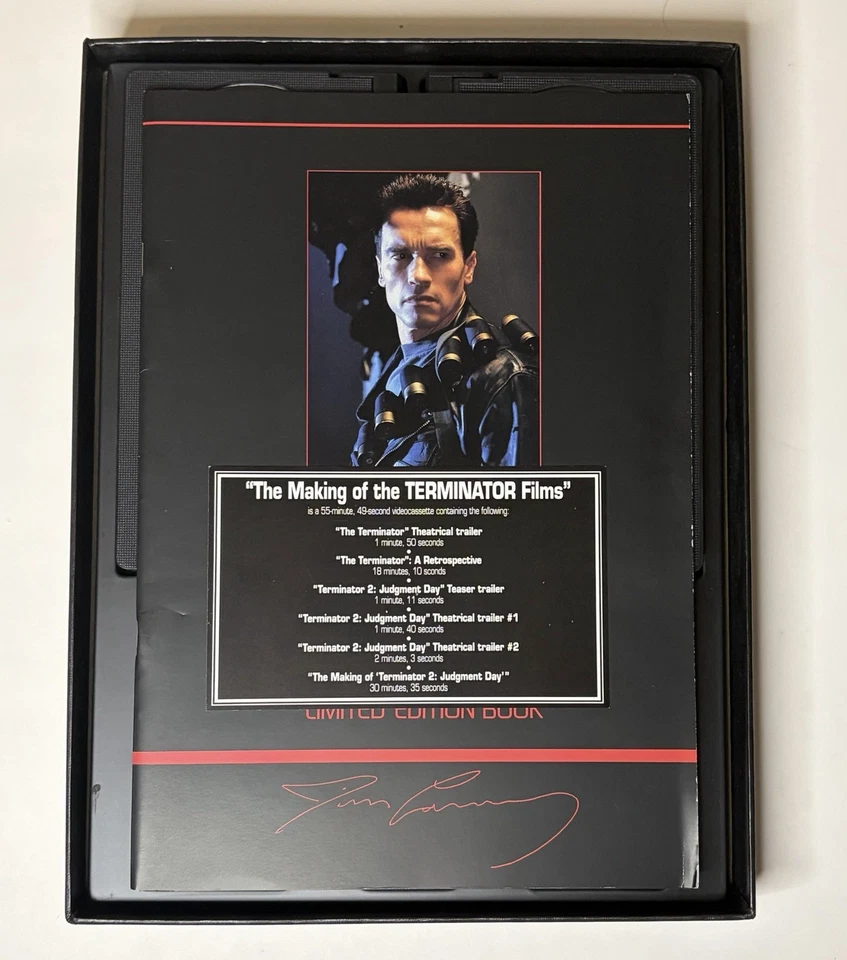 “The Making of the TERMINATOR Films”
is a 55-minute, 49-second videocassette containing the following:
“The Terminator” Theatrical trailer
1 minute, 50 seconds
“The Terminator”: A Retrospective
18 minutes, 10 sconds
“Terminator 2: Judgment Day” Teaser trailer
1 minute, 11 seconds
“Terminator 2: Judgment Day” Theatrical trailer #1
1 minute, 40 seconds
“Terminator 2: Judgment Day” Theatrical trailer #2
2 minutes, 3 seconds
“The Making of ‘Terminator 2: Judgment Day’”
30 minutes, 35 seconds
LIMITED EDITION BOOK